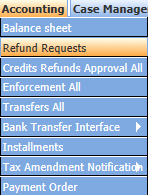 Accounting Case Manage
Balance sheet
Refund Requests
Credits Refunds Approval All
Enforcement All
Transfers All
Bank Transfer Interface
Installments
Tax Amendment Notification
Payment Order